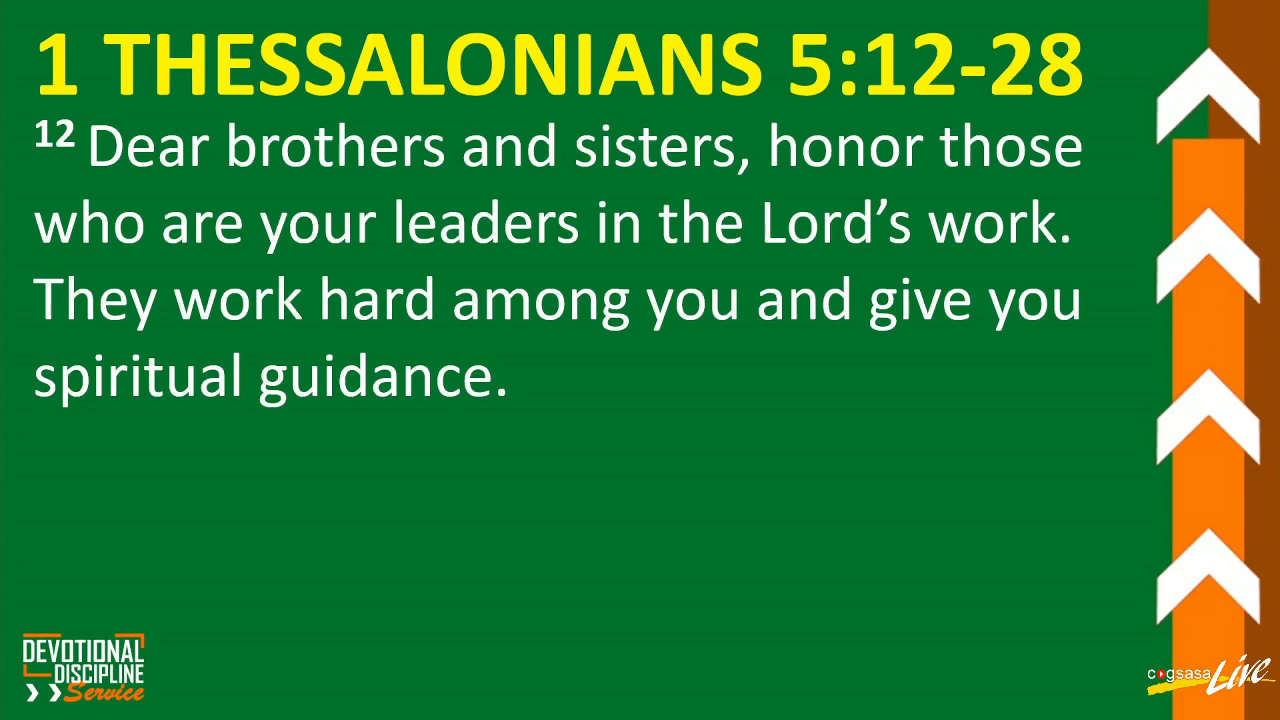 1 THESSALONIANS 5:12-28
12 Dear brothers and sisters, honor those
who are your leaders in the Lord’s work.
They work hard among you and give you
spiritual guidance.
DEVOTIONAL
DISCIPLINE
Service
cogsasa Live